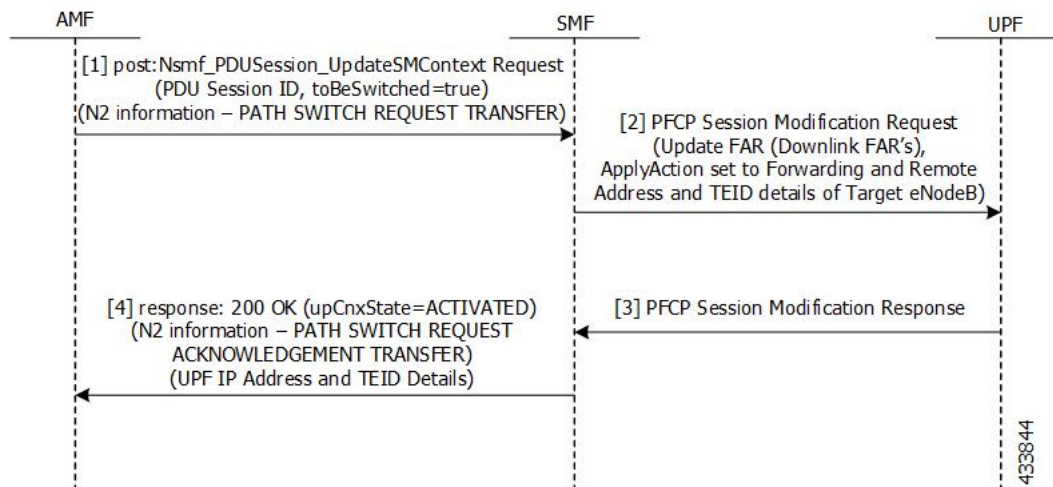 AMF
SMF
UPF
[1] post:Nsmf_PDUSession_UpdateSMContext Request
(PDU Session ID, toBeSwitched=true)
(N2 information – PATH SWITCH REQUEST TRANSFER)
[2] PFCP Session Modification Request
(Update FAR (Downlink FAR's),
ApplyAction set to Forwarding and Remote
Address and TEID details of Target eNodeB)
[3] PFCP Session Modification Response
[4] response: 200 OK (upCnxState=ACTIVATED)
(N2 information – PATH SWITCH REQUEST
ACKNOWLEDGEMENT TRANSFER)
(UPF IP Address and TEID Details)
433844